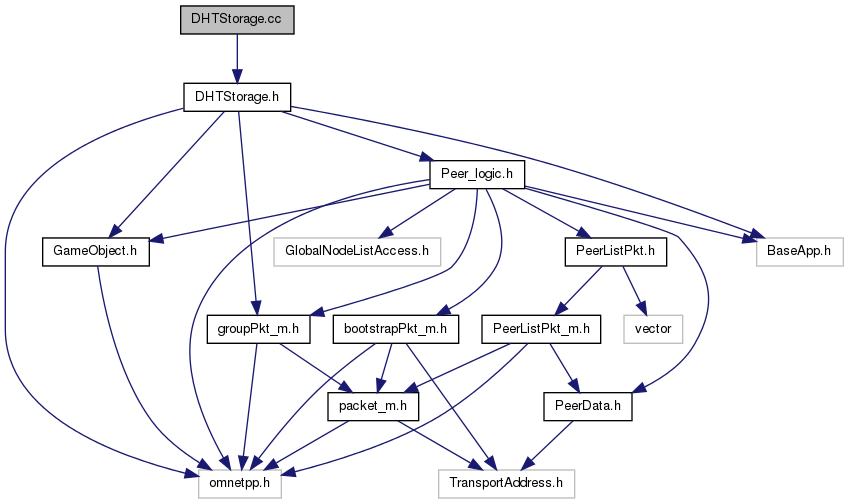 DHTStorage.cc
DHTStorage.h
Peer_logic.h
GameObject.h
GlobalNodeListAccess.h
PeerListPkt.h
BaseApp.h
groupPkt_m.h
bootstrapPkt_m.h
PeerListPkt_m.h
vector
packet_m.h
PeerData.h
omnetpp.h
TransportAddress.h